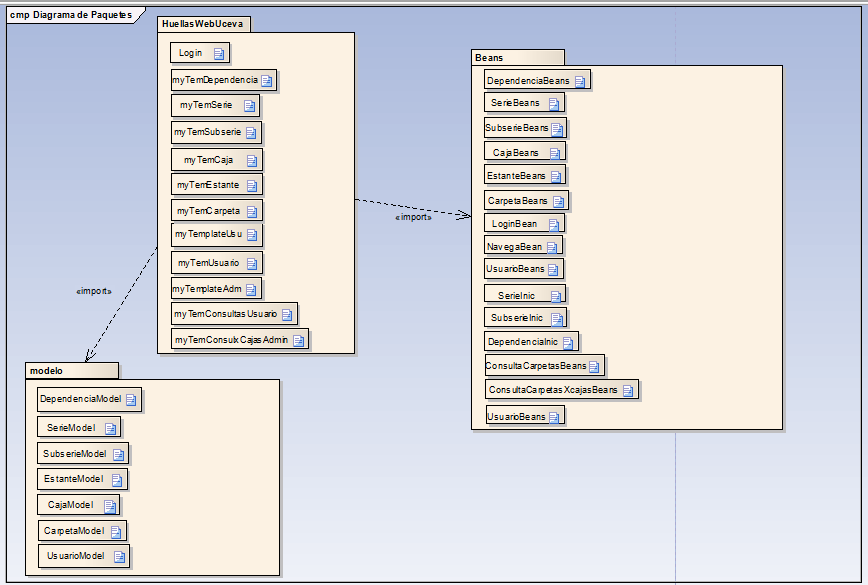 cmp Diagrama de Paquetes
HuellasWebUceva
Login
myTemDependencia
myTemSerie
myTemSubserie
myTemCaja
myTemEstante
myTemCarpeta
myTemplateUsu
myTemUsuario
myTemplateAdm
myTemConsultasUsuario
myTemConsulxCajasAdmin
«import»
«import»
Beans
DependenciaBeans
SerieBeans
SubserieBeans
CajaBeans
EstanteBeans
CarpetaBeans
LoginBean
NavegaBean
UsuarioBeans
SerieInic
SubserieInic
DependenciaInic
ConsultaCarpetasBeans
ConsultaCarpetasXcajasBeans
UsuarioBeans
modelo
DependenciaModel
SerieModel
SubserieModel
EstanteModel
CajaModel
CarpetaModel
UsuarioModel